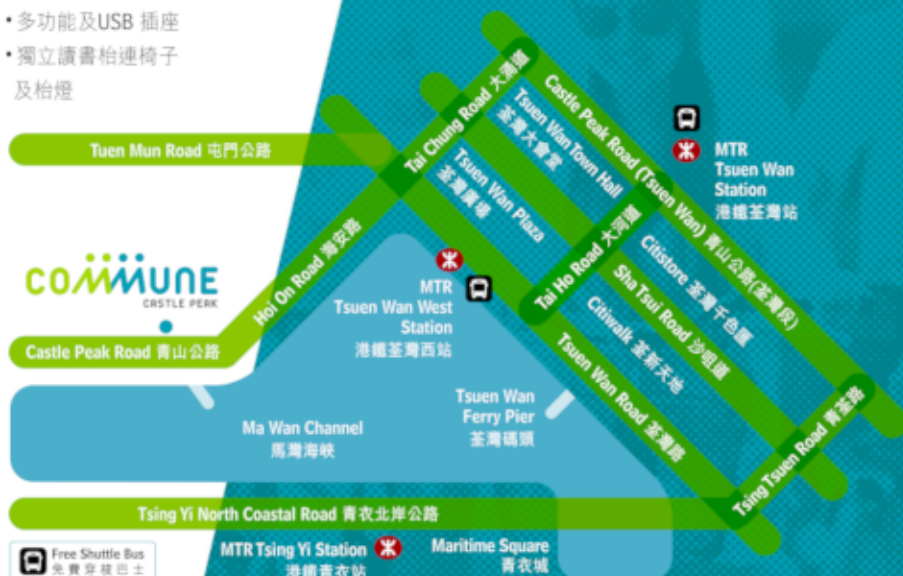 • 多功能及USB 插座
• 獨立讀書枱連椅子
及枱燈
Tuen Mun Road 屯門公路
Tai Chung Road 大涌道
Castle Peak Road (Tsuen Wan) 青山公路(荃灣段)
Tsuen Wan Town Hall
荃灣大會堂
MTR
Tsuen Wan
Station
港鐵荃灣站
Tsuen Wan Plaza
荃灣廣場
Hoi On Road 海安路
COMMUNE
CASTLE PEAK
Castle Peak Road 青山公路
MTR
Tsuen Wan West
Station
港鐵荃灣西站
Tai Ho Road 大河道
Citistore 荃灣千色匯
Sha Tsui Road 沙咀道
Citiwalk 荃新天地
Tsuen Wan Road 荃灣路
Tsuen Wan
Ferry Pier
荃灣碼頭
Ma Wan Channel
馬灣海峽
Tsing Tsuen Road 青荃路
Tsing Yi North Coastal Road 青衣北岸公路
Free Shuttle Bus
免費穿梭巴士
MTR Tsing Yi Station
港鐵青衣站
Maritime Square
青衣城